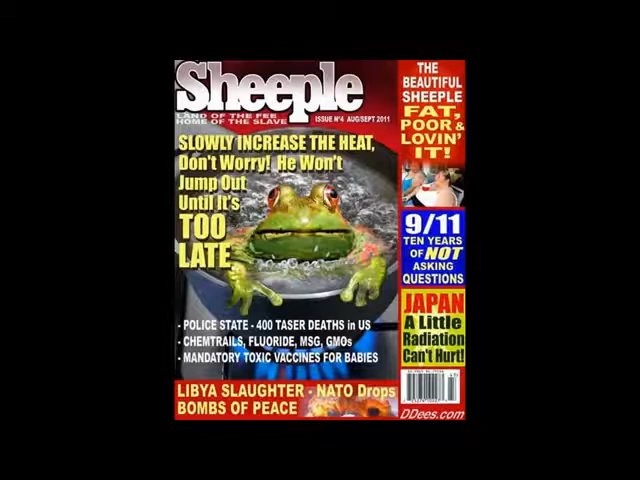 Sheeple
LAND OF THE FEE
HOME OF THE SLAVE
ISSUE Nº4 AUG/SEPT 2011
SLOWLY INCREASE THE HEAT,
Don't Worry! He Won't
Jump Out
Until It's
TOO
LATE
- POLICE STATE - 400 TASER DEATHS in US
- CHEMTRAILS, FLUORIDE, MSG, GMOs
- MANDATORY TOXIC VACCINES FOR BABIES
LIBYA SLAUGHTER - NATO Drops
BOMBS OF PEACE
THE
BEAUTIFUL
SHEEPLE
FAT,
POOR &
LOVIN'
IT!
9/11
TEN YEARS
OF NOT
ASKING
QUESTIONS
JAPAN
A Little
Radiation
Can't Hurt!
DDees.com